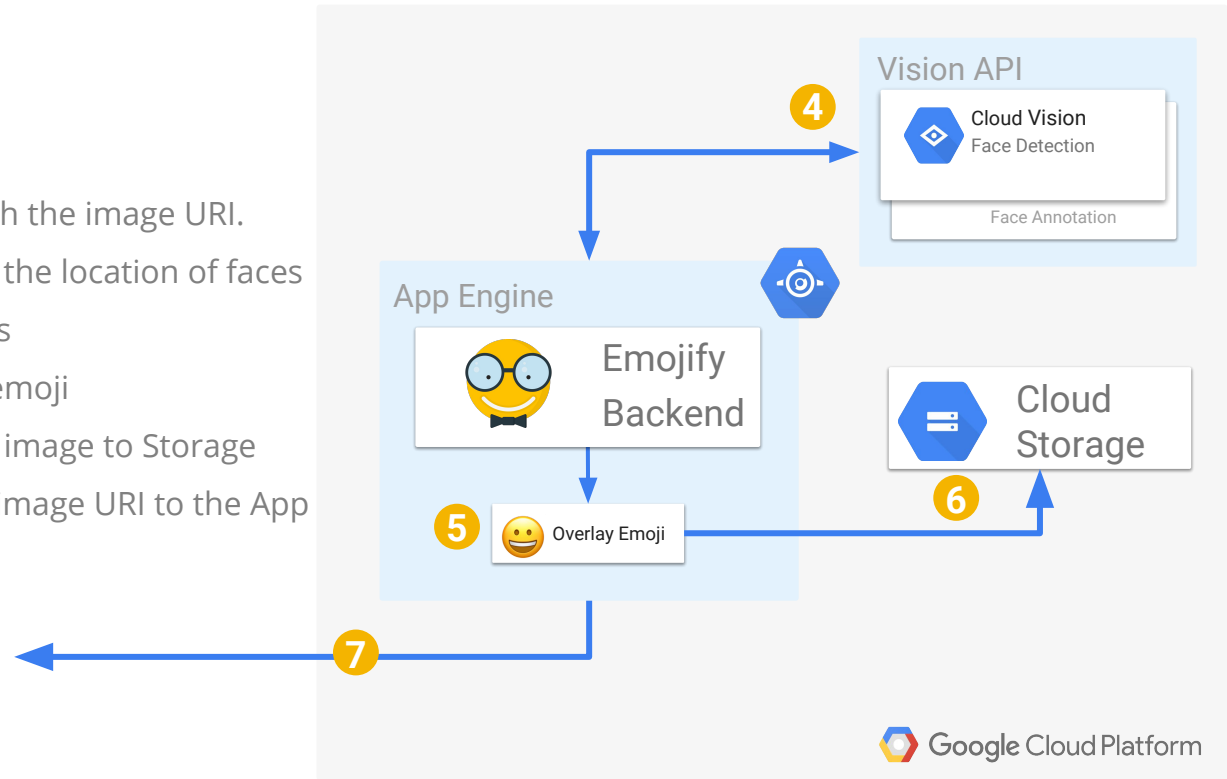 h the image URI.
the location of faces
s
emoji
image to Storage
mage URI to the App
Vision API
4
Cloud Vision
Face Detection
Face Annotation
App Engine
Emojify
Backend
Cloud
Storage
6
5
Overlay Emoji
7
Google Cloud Platform